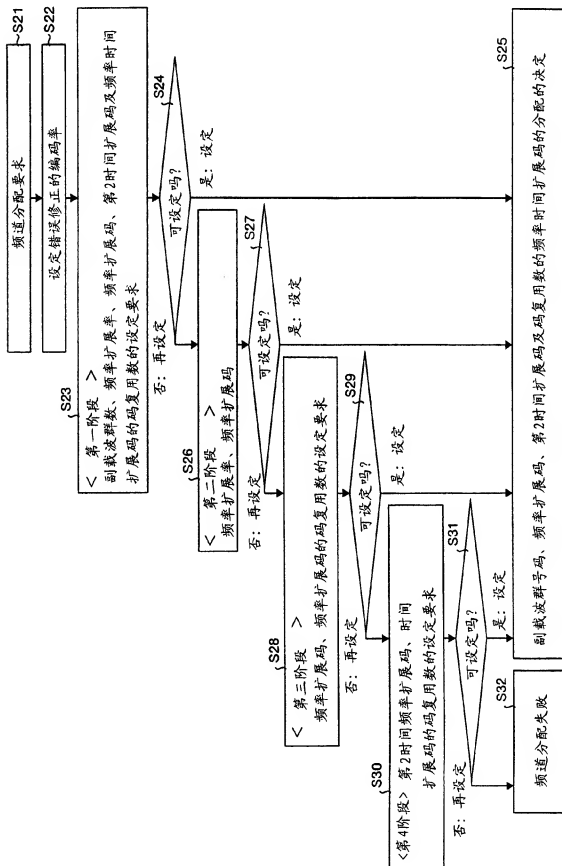 S21
频道分配要求
S22
设定错误修正的编码率
S23
< 第一阶段 >
副载波群数、频率扩展率、频率扩展码、第2时间扩展码及频率时间
扩展码的码复用数的设定要求
S24
可设定吗?
是: 设定
否: 再设定
S26
< 第二阶段 >
频率扩展率、频率扩展码
S27
可设定吗?
是: 设定
否: 再设定
S28
< 第三阶段 >
频率扩展码、频率扩展码的码复用数的设定要求
S29
可设定吗?
是: 设定
否: 再设定
S30
<第4阶段> 第2时间频率扩展码、时间
扩展码的码复用数的设定要求
S31
可设定吗?
是: 设定
否: 再设定
S25
副载波群号码、频率扩展码、第2时间扩展码及码复用数的频率时间扩展码的分配的决定
S32
频道分配失败